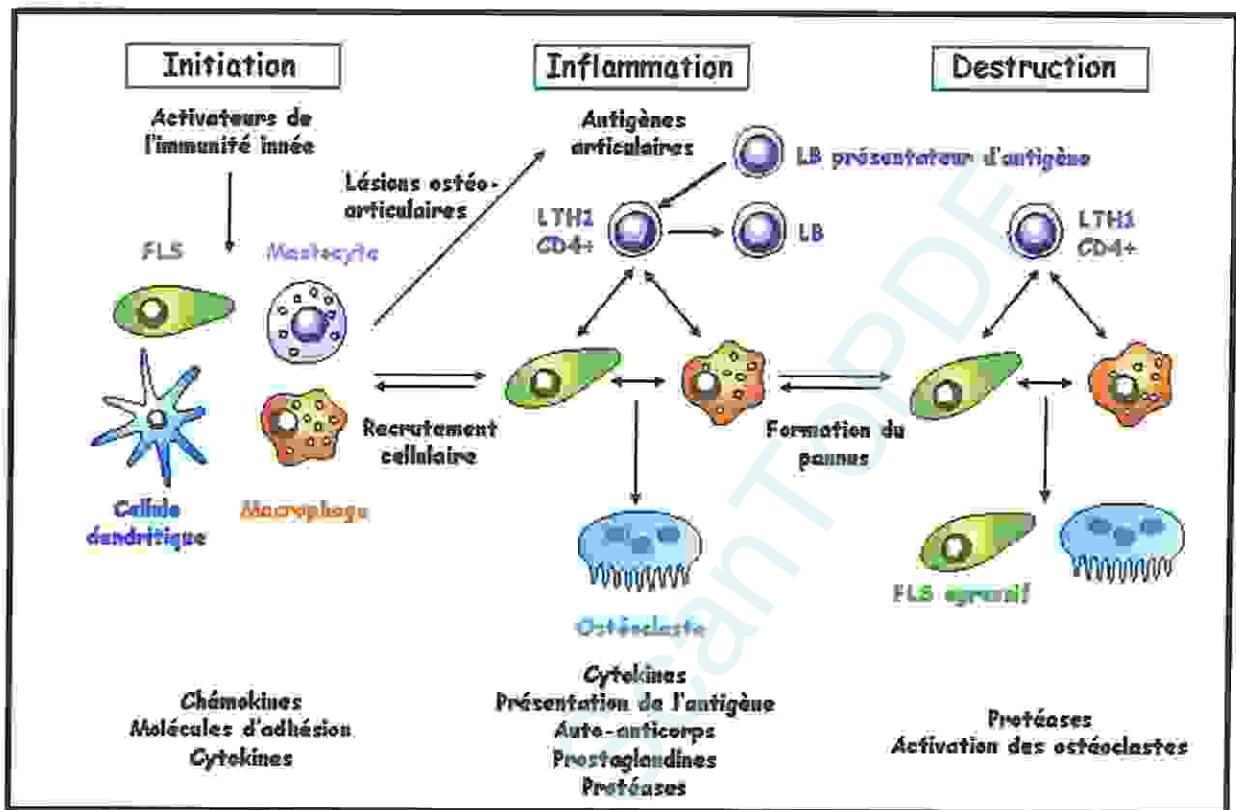 Initiation
Activateurs de
l'immunité innée
FLS
Mastocyte
Cellule
dendritique
Macrophage
Chémokines
Molécules d'adhésion
Cytokines
Lésions ostéo-
articulaires
Recrutement
cellulaire
Inflammation
Antigènes
articulaires
LB présentateur d'antigène
LTH2
CD4+
LB
Ostéoclaste
Cytokines
Présentation de l'antigène
Auto-anticorps
Prostaglandines
Protéases
Formation du
pannus
Destruction
LTH1
CD4+
FLS agressif
Protéases
Activation des ostéoclastes
ScanToPDF